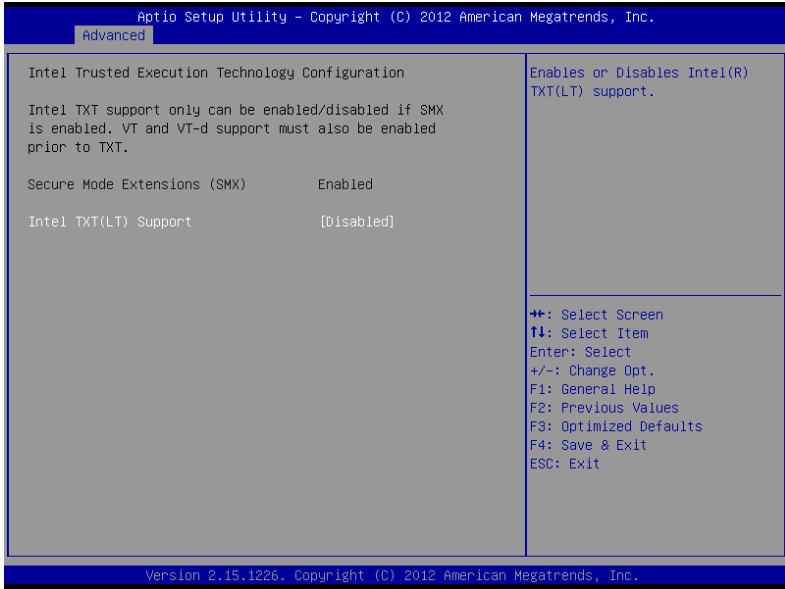 Aptio Setup Utility – Copyright (C) 2012 American Megatrends, Inc.
Advanced
Intel Trusted Execution Technology Configuration
Intel TXT support only can be enabled/disabled if SMX
is enabled. VT and VT-d support must also be enabled
prior to TXT.
Secure Mode Extensions (SMX) Enabled
Intel TXT(LT) Support [Disabled]
Enables or Disables Intel(R)
TXT(LT) support.
→←: Select Screen
↑↓: Select Item
Enter: Select
+/-: Change Opt.
F1: General Help
F2: Previous Values
F3: Optimized Defaults
F4: Save & Exit
ESC: Exit
Version 2.15.1226. Copyright (C) 2012 American Megatrends, Inc.